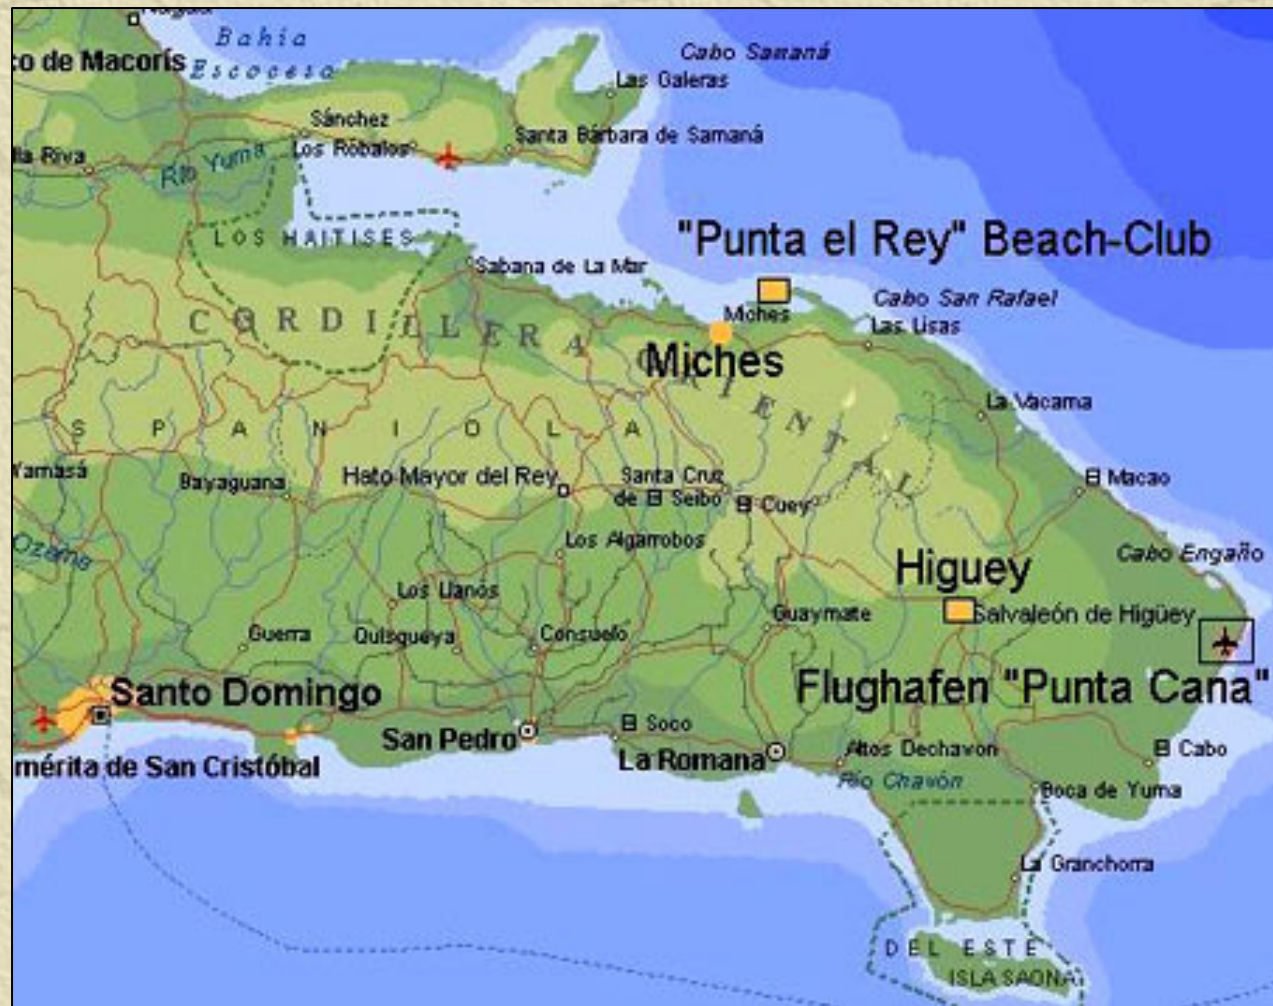 Nagua
Bahía
Escocesa
co de Macorís
Cabo Samaná
Las Galeras
Sánchez
Santa Bárbara de Samaná
Los Róbalos
lla Riva
Río Yuma
LOS HAITISES
"Punta el Rey" Beach-Club
Sabana de La Mar
Cabo San Rafael
Miches
Las Lisas
CORDILLERA ORIENTAL
Miches
La Vacama
SPANIOLA
Yamasá
Bayaguana
Hato Mayor del Rey
Santa Cruz
de El Seibo
El Cuey
El Macao
Ozama
Los Algarrobos
Cabo Engaño
Higuey
Los Llanós
Salvaleón de Higüey
Guaymate
Guerra
Quisqueya
Consuelo
Santo Domingo
Flughafen "Punta Cana"
El Soco
San Pedro
La Romana
Altos Dechavón
El Cabo
mérita de San Cristóbal
Río Chavón
Boca de Yuma
La Granchorra
DEL ESTE
ISLA SAONA